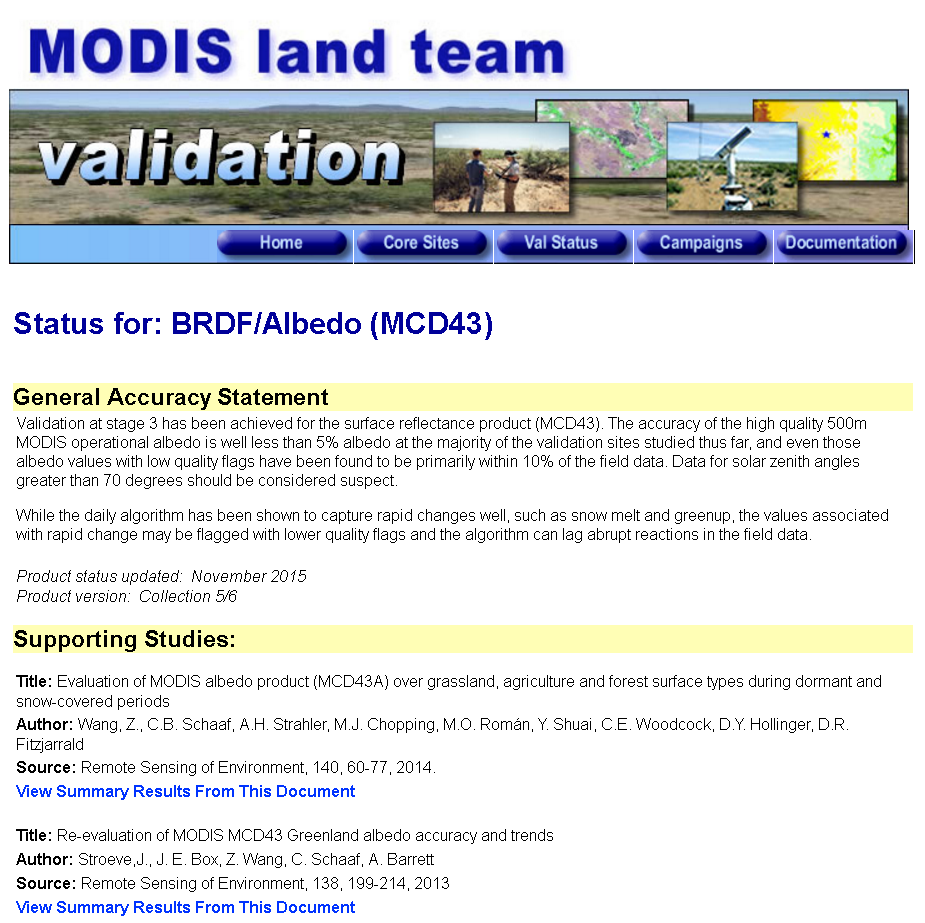 MODIS land team
validation
Home
Core Sites
Val Status
Campaigns
Documentation
Status for: BRDF/Albedo (MCD43)
General Accuracy Statement
Validation at stage 3 has been achieved for the surface reflectance product (MCD43). The accuracy of the high quality 500m
MODIS operational albedo is well less than 5% albedo at the majority of the validation sites studied thus far, and even those
albedo values with low quality flags have been found to be primarily within 10% of the field data. Data for solar zenith angles
greater than 70 degrees should be considered suspect.
While the daily algorithm has been shown to capture rapid changes well, such as snow melt and greenup, the values associated
with rapid change may be flagged with lower quality flags and the algorithm can lag abrupt reactions in the field data.
Product status updated: November 2015
Product version: Collection 5/6
Supporting Studies:
Title: Evaluation of MODIS albedo product (MCD43A) over grassland, agriculture and forest surface types during dormant and
snow-covered periods
Author: Wang, Z., C.B. Schaaf, A.H. Strahler, M.J. Chopping, M.O. Román, Y. Shuai, C.E. Woodcock, D.Y. Hollinger, D.R.
Fitzjarrald
Source: Remote Sensing of Environment, 140, 60-77, 2014.
View Summary Results From This Document
Title: Re-evaluation of MODIS MCD43 Greenland albedo accuracy and trends
Author: Stroeve,J., J. E. Box, Z. Wang, C. Schaaf, A. Barrett
Source: Remote Sensing of Environment, 138, 199-214, 2013
View Summary Results From This Document